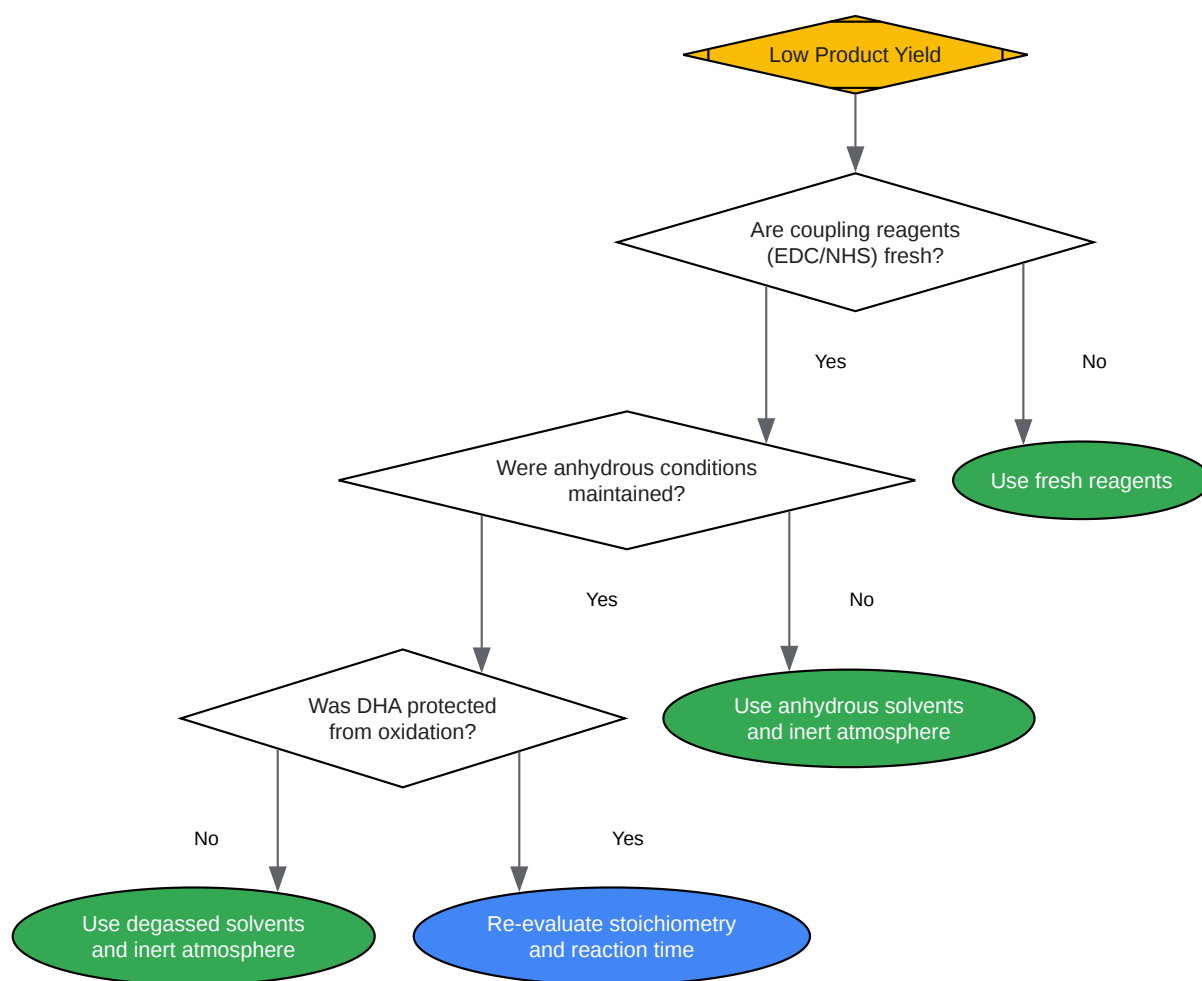 Low Product Yield
Are coupling reagents
(EDC/NHS) fresh?
Yes
No
Were anhydrous conditions
maintained?
Use fresh reagents
Yes
No
Was DHA protected
from oxidation?
Use anhydrous solvents
and inert atmosphere
No
Yes
Use degassed solvents
and inert atmosphere
Re-evaluate stoichiometry
and reaction time